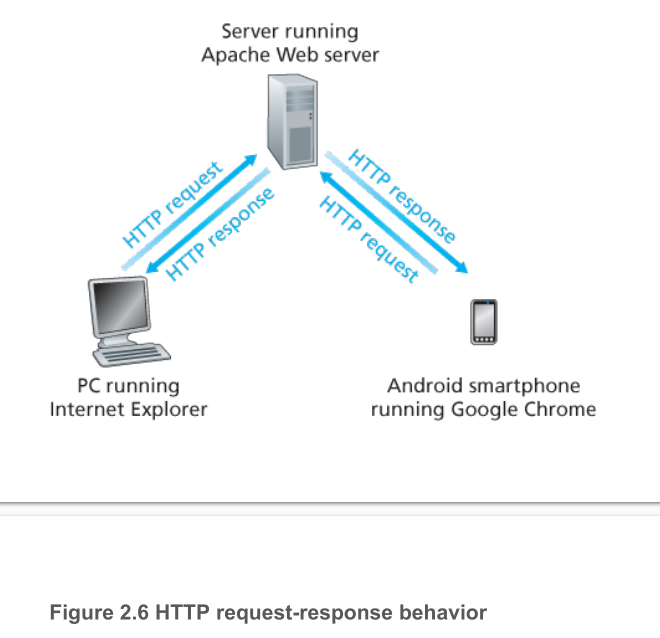 Server running
Apache Web server
HTTP request
HTTP response
HTTP response
HTTP request
PC running
Internet Explorer
Android smartphone
running Google Chrome
Figure 2.6 HTTP request-response behavior